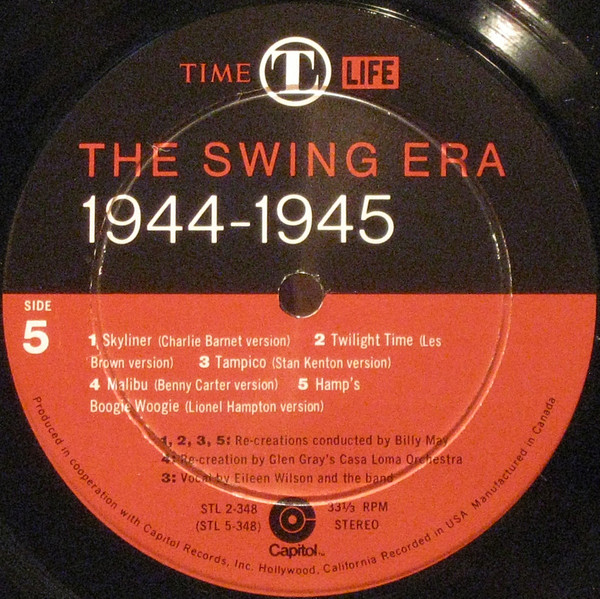 TIME T LIFE
THE SWING ERA
1944-1945
SIDE
5
1 Skyliner (Charlie Barnet version) 2 Twilight Time (Les
Brown version) 3 Tampico (Stan Kenton version)
4 Malibu (Benny Carter version) 5 Hamp's
Boogie Woogie (Lionel Hampton version)
1, 2, 3, 5: Re-creations conducted by Billy May
4: Re-creation by Glen Gray's Casa Loma Orchestra
3: Vocal by Eileen Wilson and the band
STL 2-348 33⅓ RPM
(STL 5-348) STEREO
Capitol™
Produced in cooperation with Capitol Records, Inc. Hollywood, California Recorded in USA Manufactured in Canada.